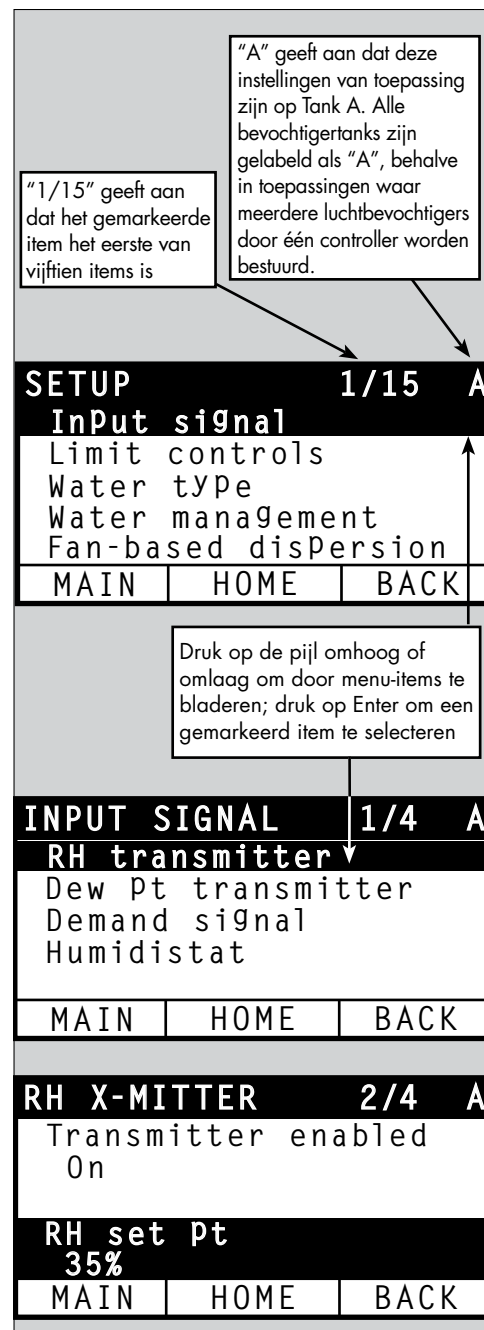 “A” geeft aan dat deze
instellingen van toepassing
zijn op Tank A. Alle
bevochtigertanks zijn
gelabeld als “A”, behalve
in toepassingen waar
meerdere luchtbevochtigers
door één controller worden
bestuurd.
“1/15” geeft aan
dat het gemarkeerde
item het eerste van
vijftien items is
SETUP 1/15 A
Input signal
Limit controls
Water type
Water management
Fan-based dispersion
MAIN HOME BACK
Druk op de pijl omhoog of
omlaag om door menu-items te
bladeren; druk op Enter om een
gemarkeerd item te selecteren
INPUT SIGNAL 1/4 A
RH transmitter
Dew pt transmitter
Demand signal
Humidistat
MAIN HOME BACK
RH X-MITTER 2/4 A
Transmitter enabled
On
RH set pt
35%
MAIN HOME BACK